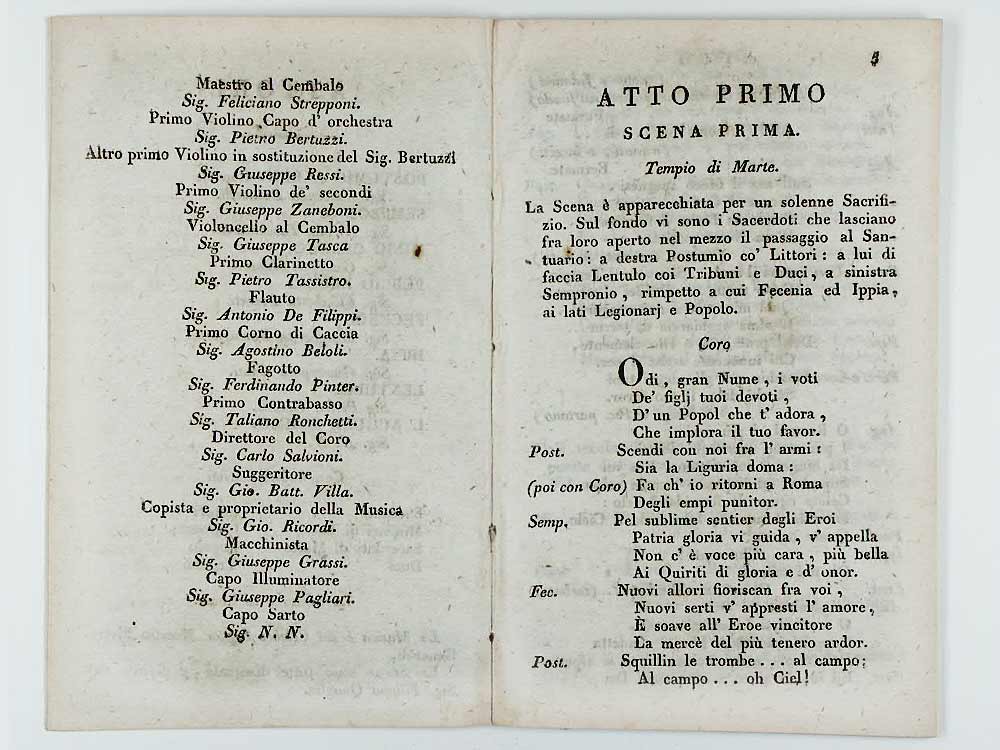 Maestro al Cembalo
Sig. Feliciano Strepponi.
Primo Violino Capo d' orchestra
Sig. Pietro Bertuzzi.
Altro primo Violino in sostituzione del Sig. Bertuzzi
Sig. Giuseppe Ressi.
Primo Violino de' secondi
Sig. Giuseppe Zaneboni.
Violoncello al Cembalo
Sig. Giuseppe Tasca
Primo Clarinetto
Sig. Pietro Tassistro.
Flauto
Sig. Antonio De Filippi.
Primo Corno di Caccia
Sig. Agostino Beloli.
Fagotto
Sig. Ferdinando Pinter.
Primo Contrabasso
Sig. Taliano Ronchetti.
Direttore del Coro
Sig. Carlo Salvioni.
Suggeritore
Sig. Gio. Batt. Villa.
Copista e proprietario della Musica
Sig. Gio. Ricordi.
Macchinista
Sig. Giuseppe Grassi.
Capo Illuminatore
Sig. Giuseppe Pagliari.
Capo Sarto
Sig. N. N.
5
ATTO PRIMO
SCENA PRIMA.
Tempio di Marte.
La Scena è apparecchiata per un solenne Sacrifi-
zio. Sul fondo vi sono i Sacerdoti che lasciano
fra loro aperto nel mezzo il passaggio al San-
tuario: a destra Postumio co' Littori: a lui di
faccia Lentulo coi Tribuni e Duci, a sinistra
Sempronio, rimpetto a cui Fecenia ed Ippia,
ai lati Legionarj e Popolo.
Coro
Odi, gran Nume, i voti
De' figlj tuoi devoti,
D'un Popol che t' adora,
Che implora il tuo favor.
Post. Scendi con noi fra l' armi:
Sia la Liguria doma:
(poi con Coro) Fa ch' io ritorni a Roma
Degli empi punitor.
Semp. Pel sublime sentier degli Eroi
Patria gloria vi guida, v' appella
Non c' è voce più cara, più bella
Ai Quiriti di gloria e d' onor.
Fec. Nuovi allori fioriscan fra voi,
Nuovi serti v' appresti l' amore,
È soave all' Eroe vincitore
La mercè del più tenero ardor.
Post. Squillin le trombe . . . al campo;
Al campo . . . oh Ciel!